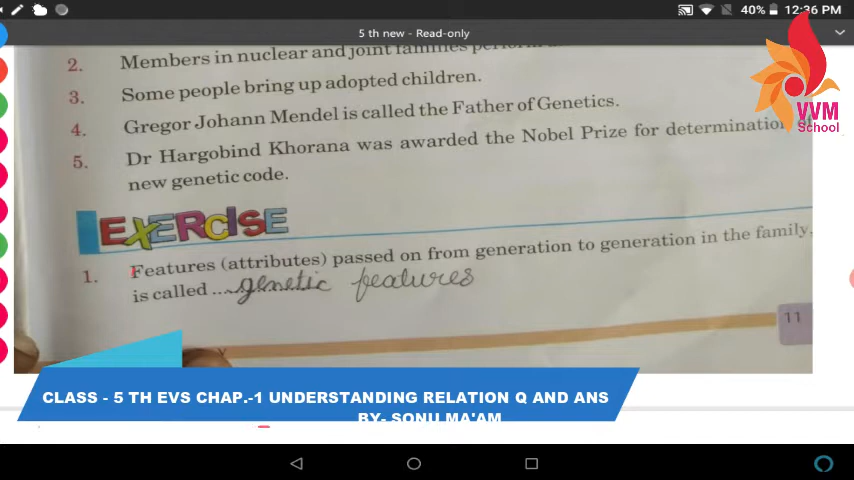 40% 12:36 PM
5 th new - Read-only
2. Members in nuclear and joint families perform
3. Some people bring up adopted children.
4. Gregor Johann Mendel is called the Father of Genetics.
5. Dr Hargobind Khorana was awarded the Nobel Prize for determination of
new genetic code.
VVM
School
EXERCISE
1. Features (attributes) passed on from generation to generation in the family,
is called .... genetic features
11
CLASS - 5 TH EVS CHAP.-1 UNDERSTANDING RELATION Q AND ANS
BY- SONU MA'AM